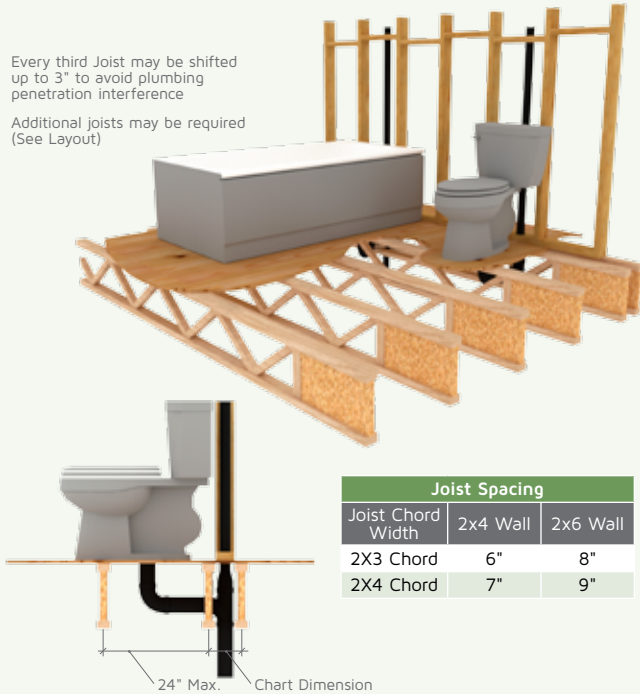 Every third Joist may be shifted
up to 3" to avoid plumbing
penetration interference
Additional joists may be required
(See Layout)
Joist Spacing
Joist Chord Width 2x4 Wall 2x6 Wall
2X3 Chord 6" 8"
2X4 Chord 7" 9"
24" Max. Chart Dimension